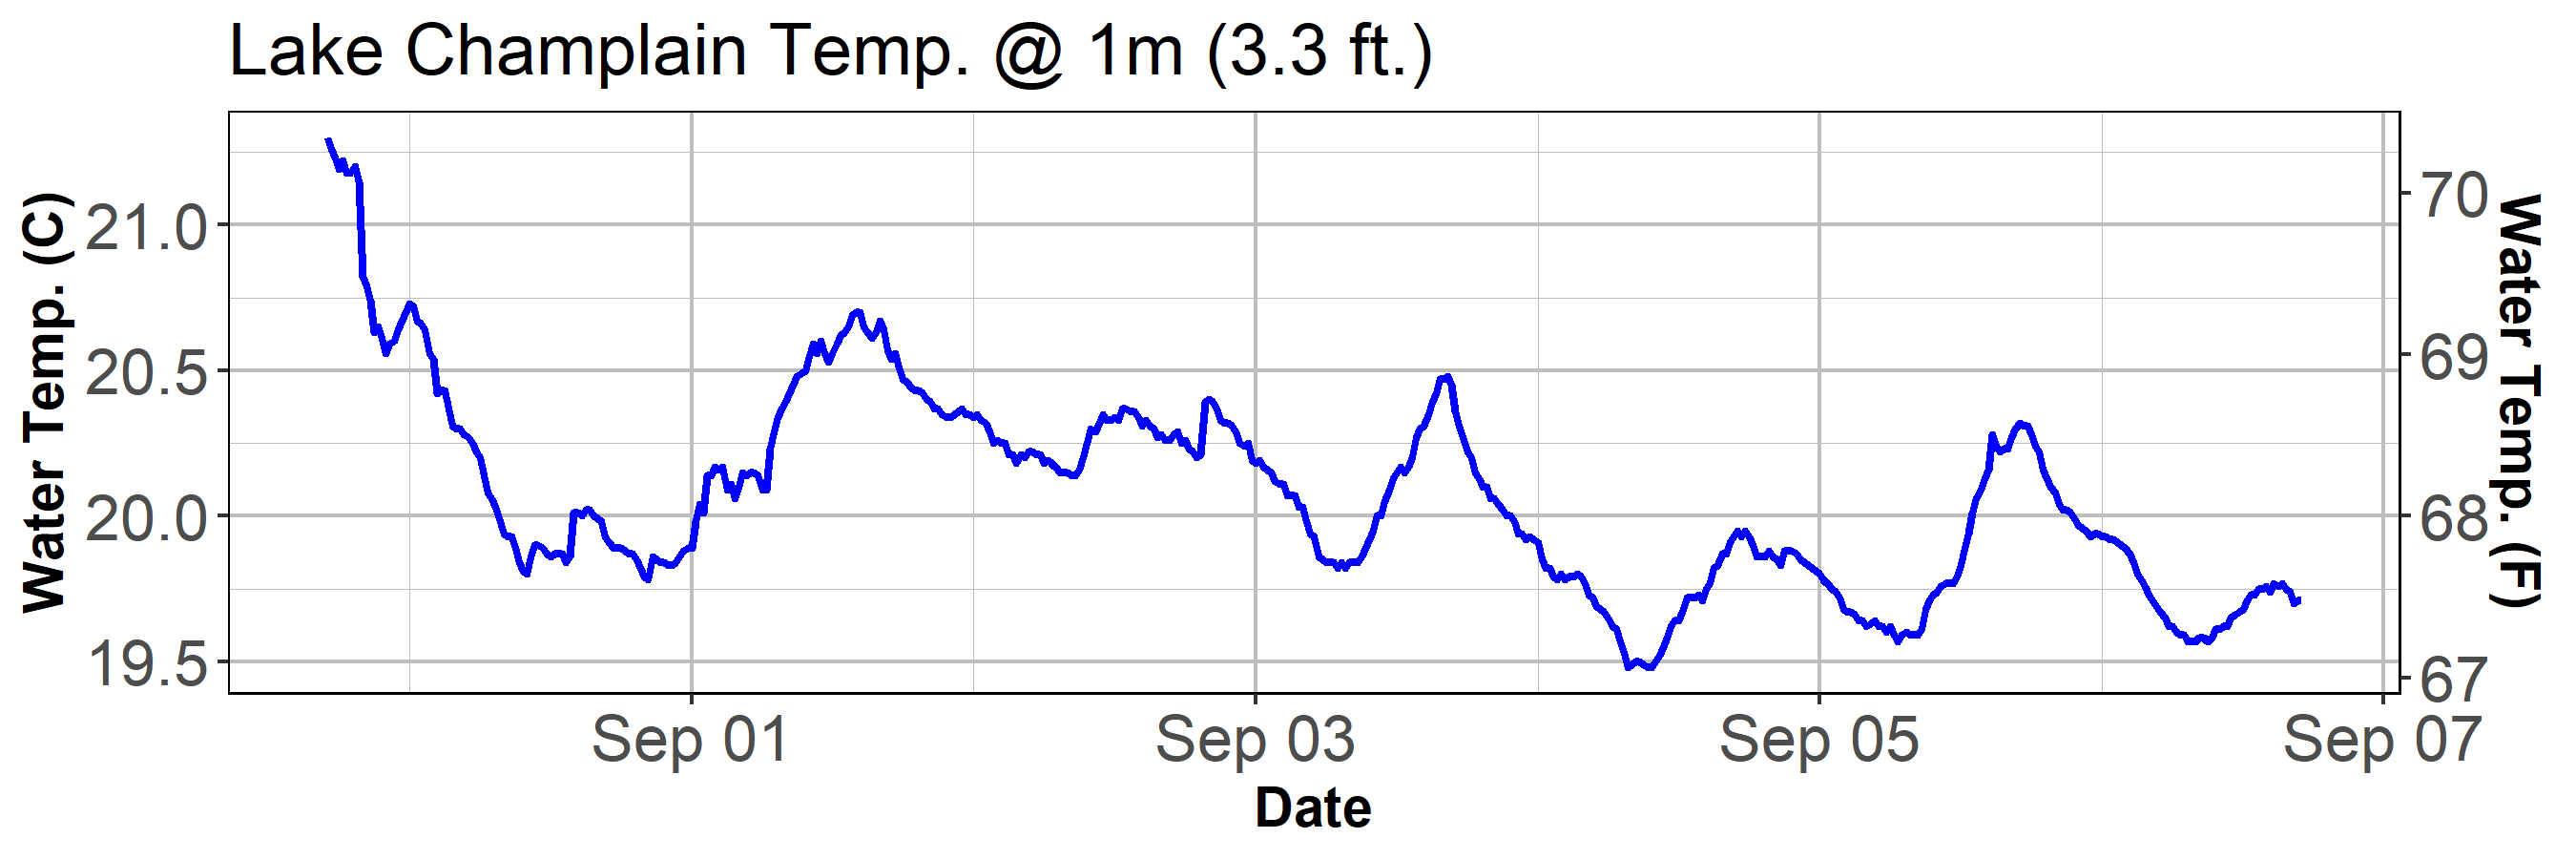 Lake Champlain Temp. @ 1m (3.3 ft.)
Water Temp. (C)
21.0
20.5
20.0
19.5
70
69
68
67
Water Temp. (F)
Sep 01 Sep 03 Sep 05 Sep 07
Date